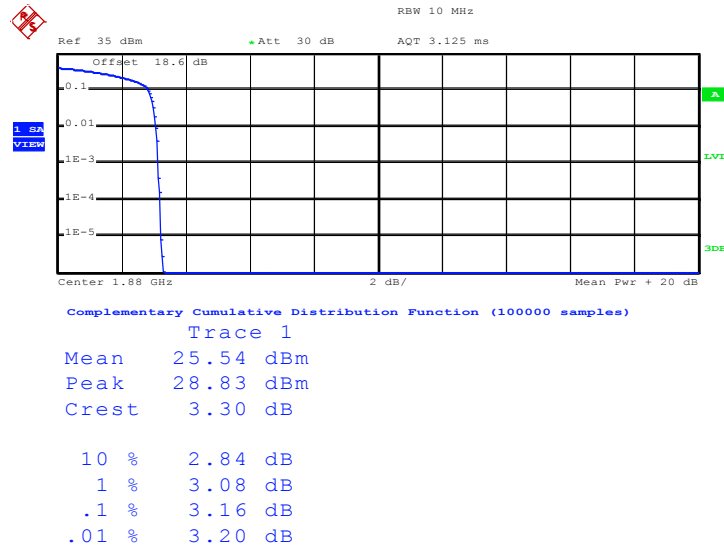 RBW 10 MHz
Ref 35 dBm * Att 30 dB AQT 3.125 ms
Offset 18.6 dB
0.1
A
0.01
1 SA
VIEW
1E-3
LVL
1E-4
1E-5
3DB
Center 1.88 GHz 2 dB/ Mean Pwr + 20 dB
Complementary Cumulative Distribution Function (100000 samples)
Trace 1
Mean 25.54 dBm
Peak 28.83 dBm
Crest 3.30 dB
10 % 2.84 dB
1 % 3.08 dB
.1 % 3.16 dB
.01 % 3.20 dB